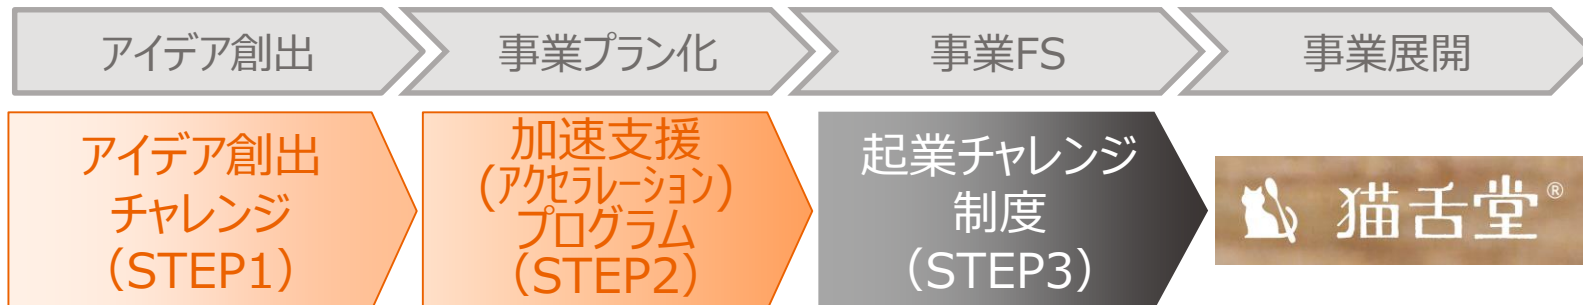 アイデア創出
事業プラン化
事業FS
事業展開
アイデア創出
チャレンジ
（STEP1）
加速支援
(アクセラレーション)
プログラム
（STEP2）
起業チャレンジ
制度
（STEP3）
猫舌堂®